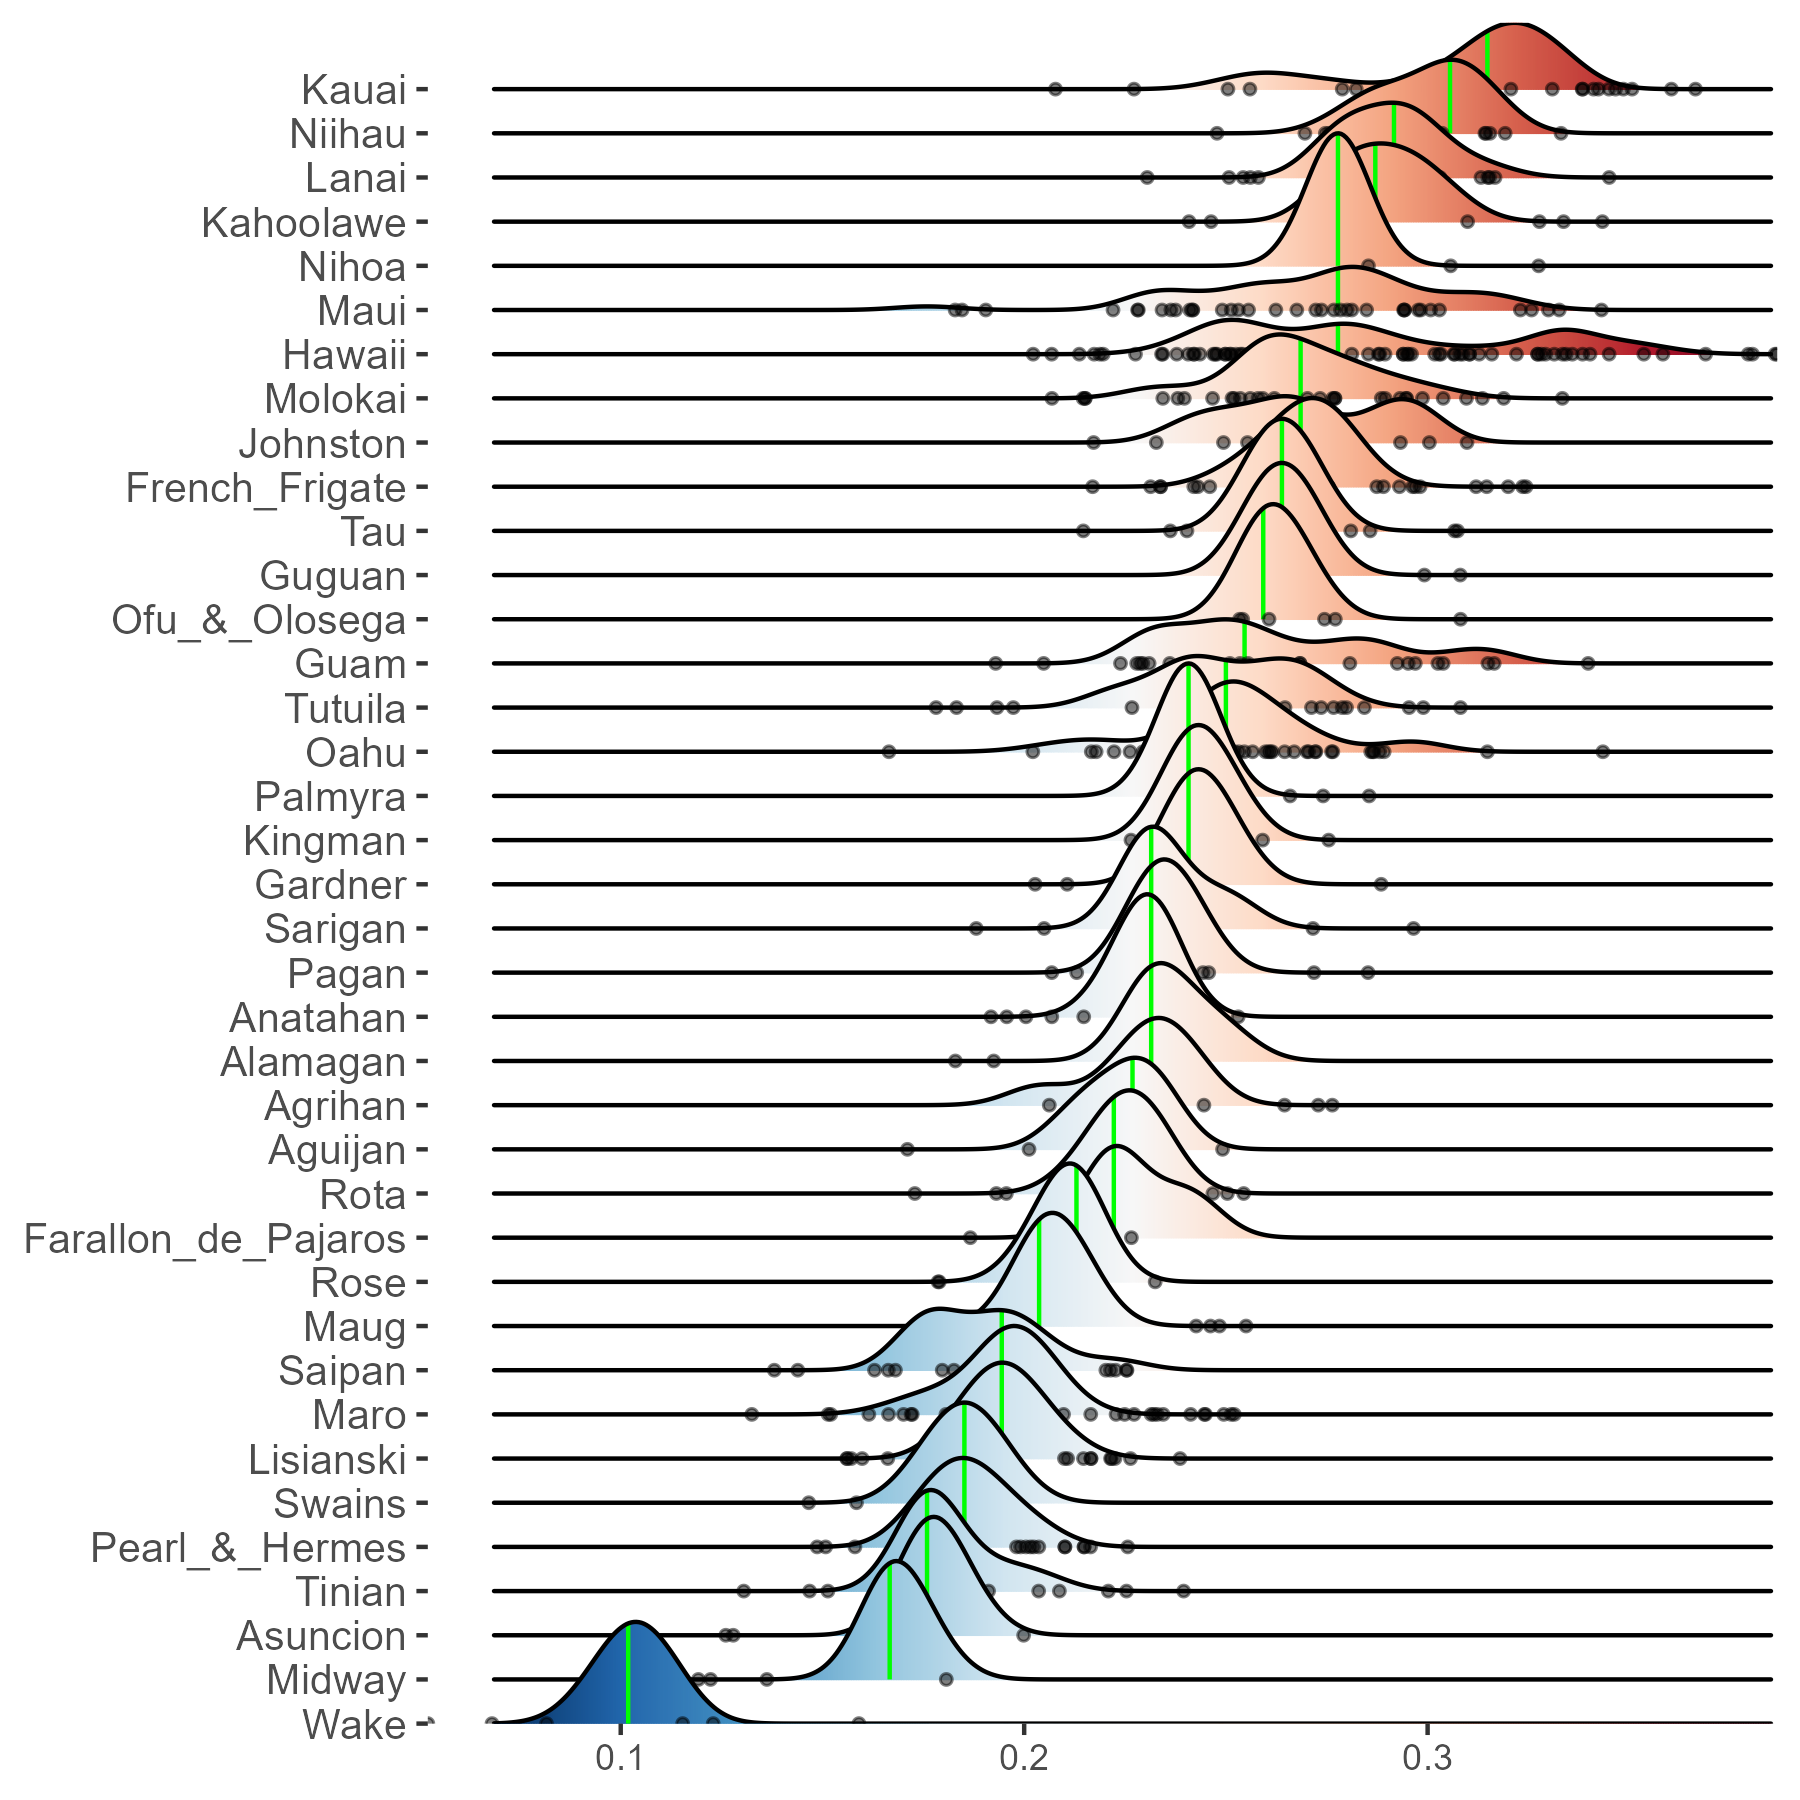 Kauai
Niihau
Lanai
Kahoolawe
Nihoa
Maui
Hawaii
Molokai
Johnston
French_Frigate
Tau
Guguan
Ofu_&_Olosega
Guam
Tutuila
Oahu
Palmyra
Kingman
Gardner
Sarigan
Pagan
Anatahan
Alamagan
Agrihan
Aguijan
Rota
Farallon_de_Pajaros
Rose
Maug
Saipan
Maro
Lisianski
Swains
Pearl_&_Hermes
Tinian
Asuncion
Midway
Wake
0.1 0.2 0.3